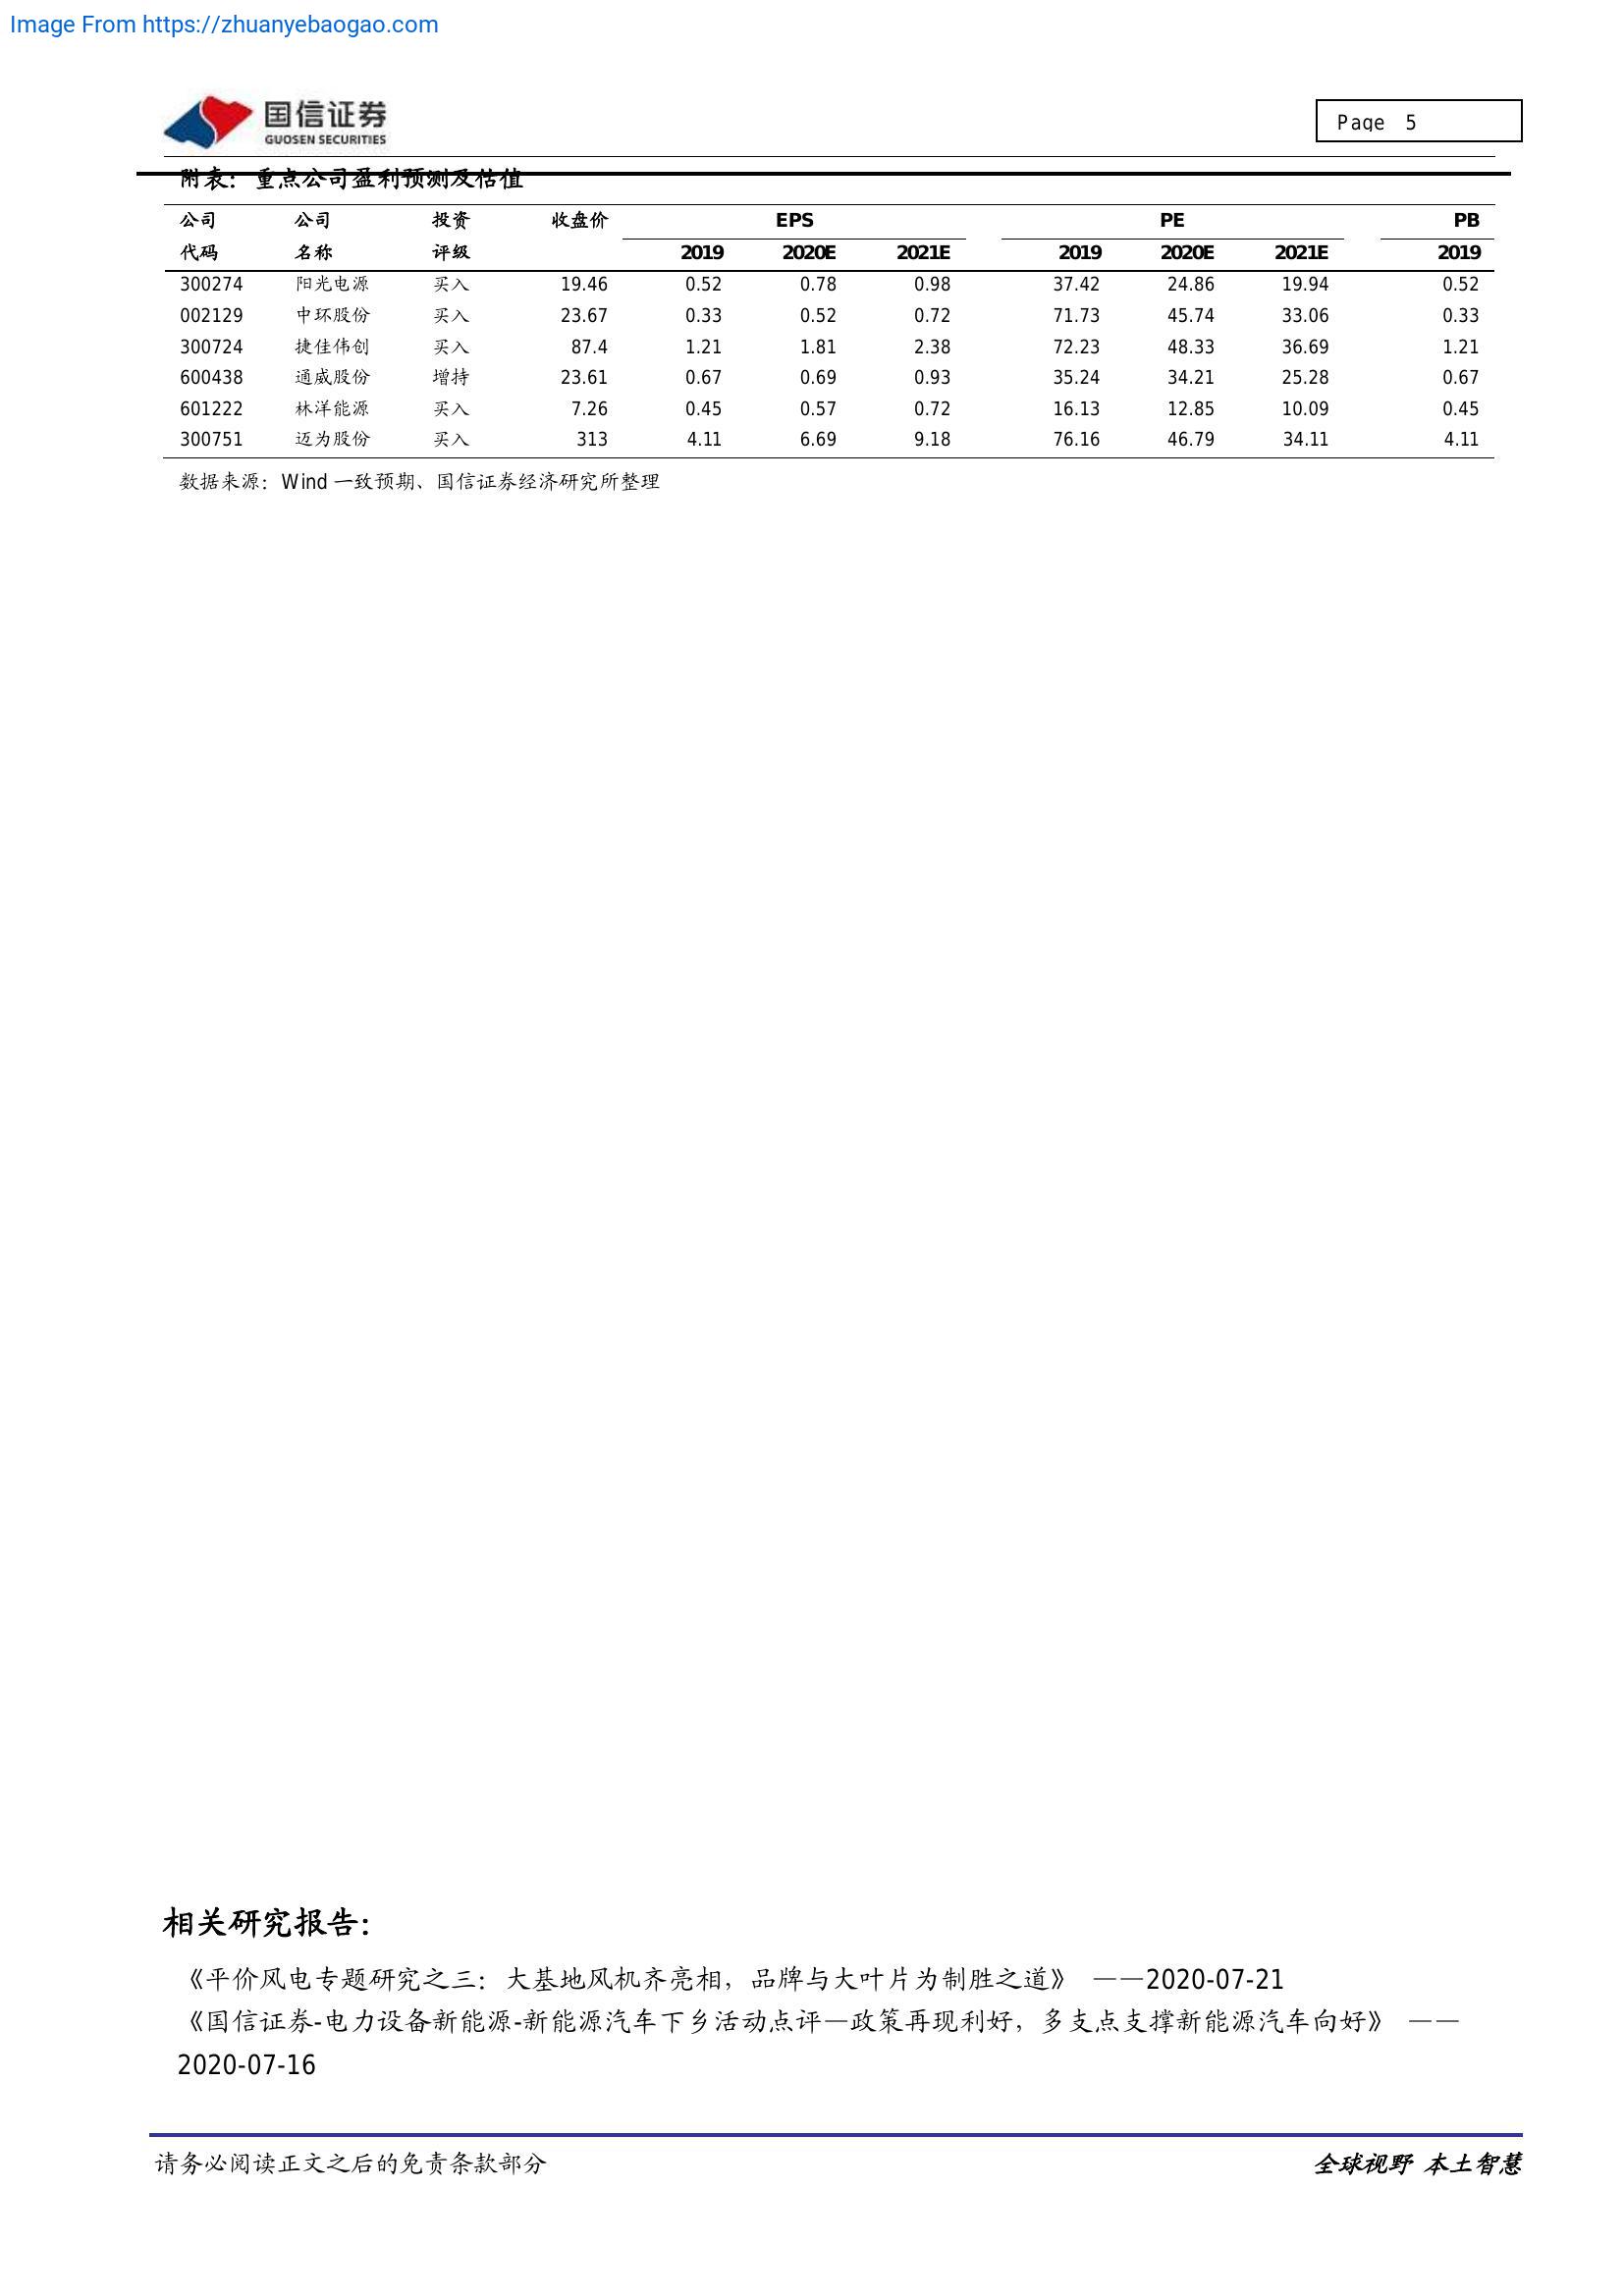 Image From https://zhuanyebaogao.com
国信证券
GUOSEN SECURITIES
Page 5
附表：重点公司盈利预测及估值
公司 公司 投资 收盘价 EPS PE PB
代码 名称 评级 2019 2020E 2021E 2019 2020E 2021E 2019
300274 阳光电源 买入 19.46 0.52 0.78 0.98 37.42 24.86 19.94 0.52
002129 中环股份 买入 23.67 0.33 0.52 0.72 71.73 45.74 33.06 0.33
300724 捷佳伟创 买入 87.4 1.21 1.81 2.38 72.23 48.33 36.69 1.21
600438 通威股份 增持 23.61 0.67 0.69 0.93 35.24 34.21 25.28 0.67
601222 林洋能源 买入 7.26 0.45 0.57 0.72 16.13 12.85 10.09 0.45
300751 迈为股份 买入 313 4.11 6.69 9.18 76.16 46.79 34.11 4.11
数据来源：Wind 一致预期、国信证券经济研究所整理
相关研究报告：
《平价风电专题研究之三：大基地风机齐亮相，品牌与大叶片为制胜之道》 ——2020-07-21
《国信证券-电力设备新能源-新能源汽车下乡活动点评—政策再现利好，多支点支撑新能源汽车向好》 ——
2020-07-16
请务必阅读正文之后的免责条款部分
全球视野 本土智慧